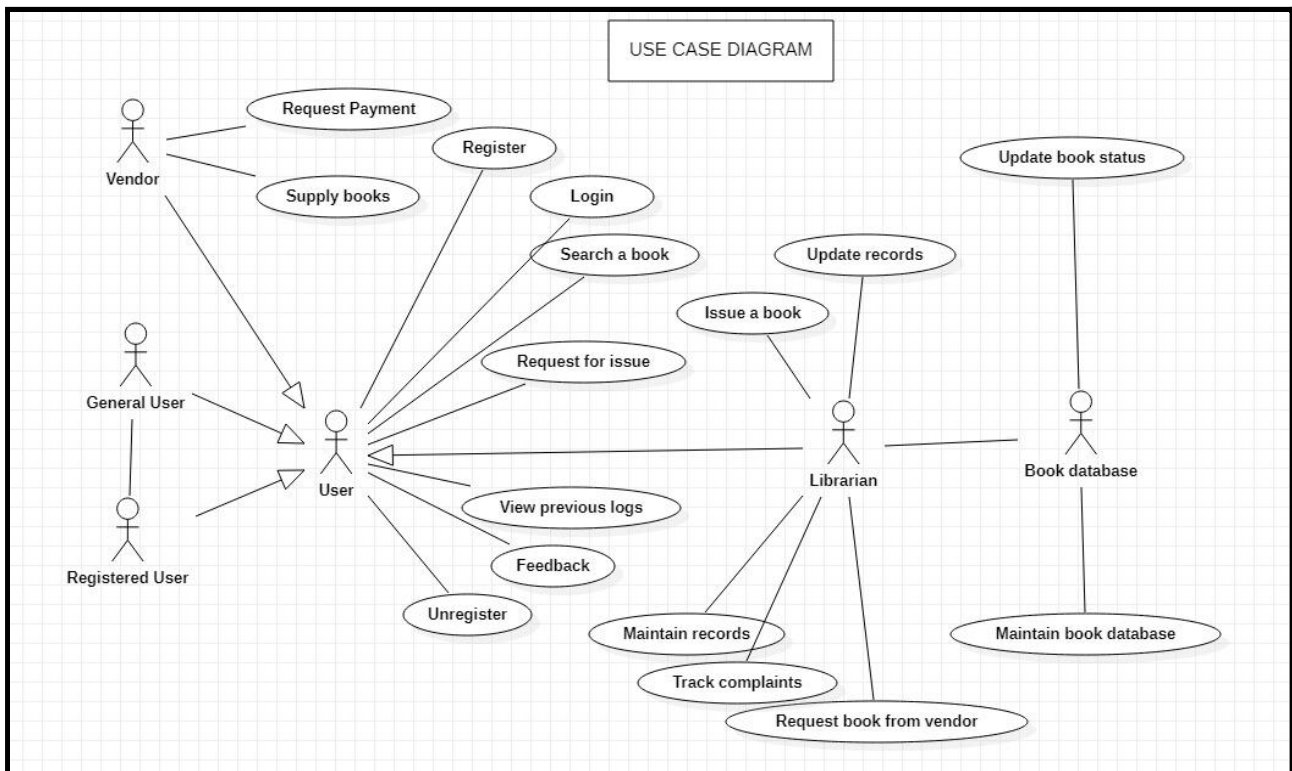 USE CASE DIAGRAM
Request Payment
Register
Update book status
Vendor
Supply books
Login
Search a book
Update records
Issue a book
Request for issue
General User
Book database
Librarian
User
View previous logs
Feedback
Registered User
Unregister
Maintain records
Maintain book database
Track complaints
Request book from vendor